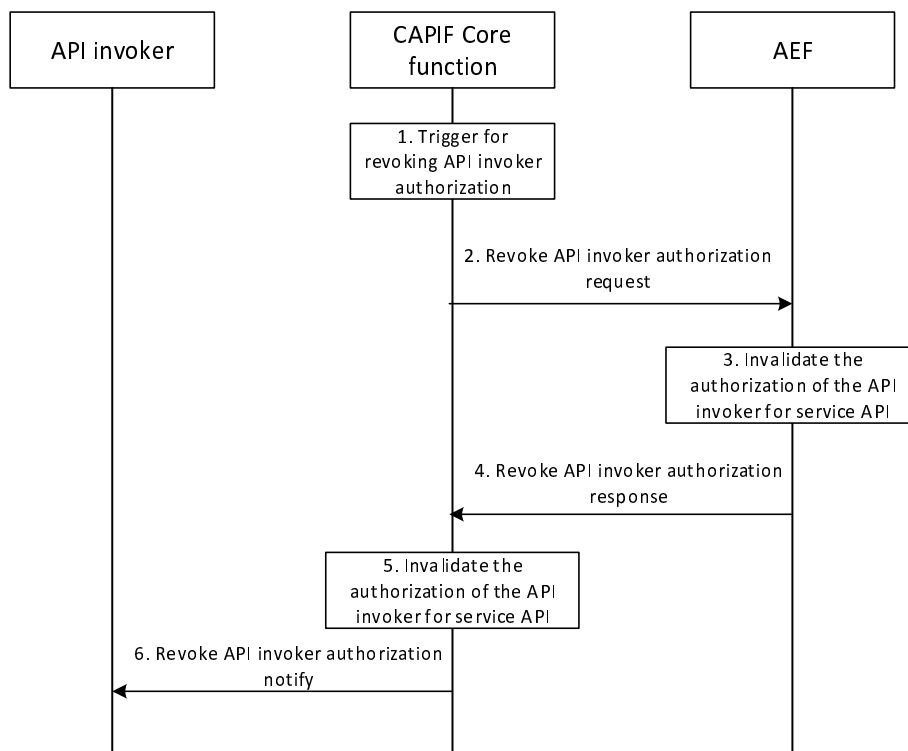 API invoker
CAPIF Core
function
AEF
1. Trigger for
revoking API invoker
authorization
2. Revoke API invoker authorization
request
3. Invalidate the
authorization of the API
invoker for service API
4. Revoke API invoker authorization
response
5. Invalidate the
authorization of the API
invoker for service API
6. Revoke API invoker authorization
notify